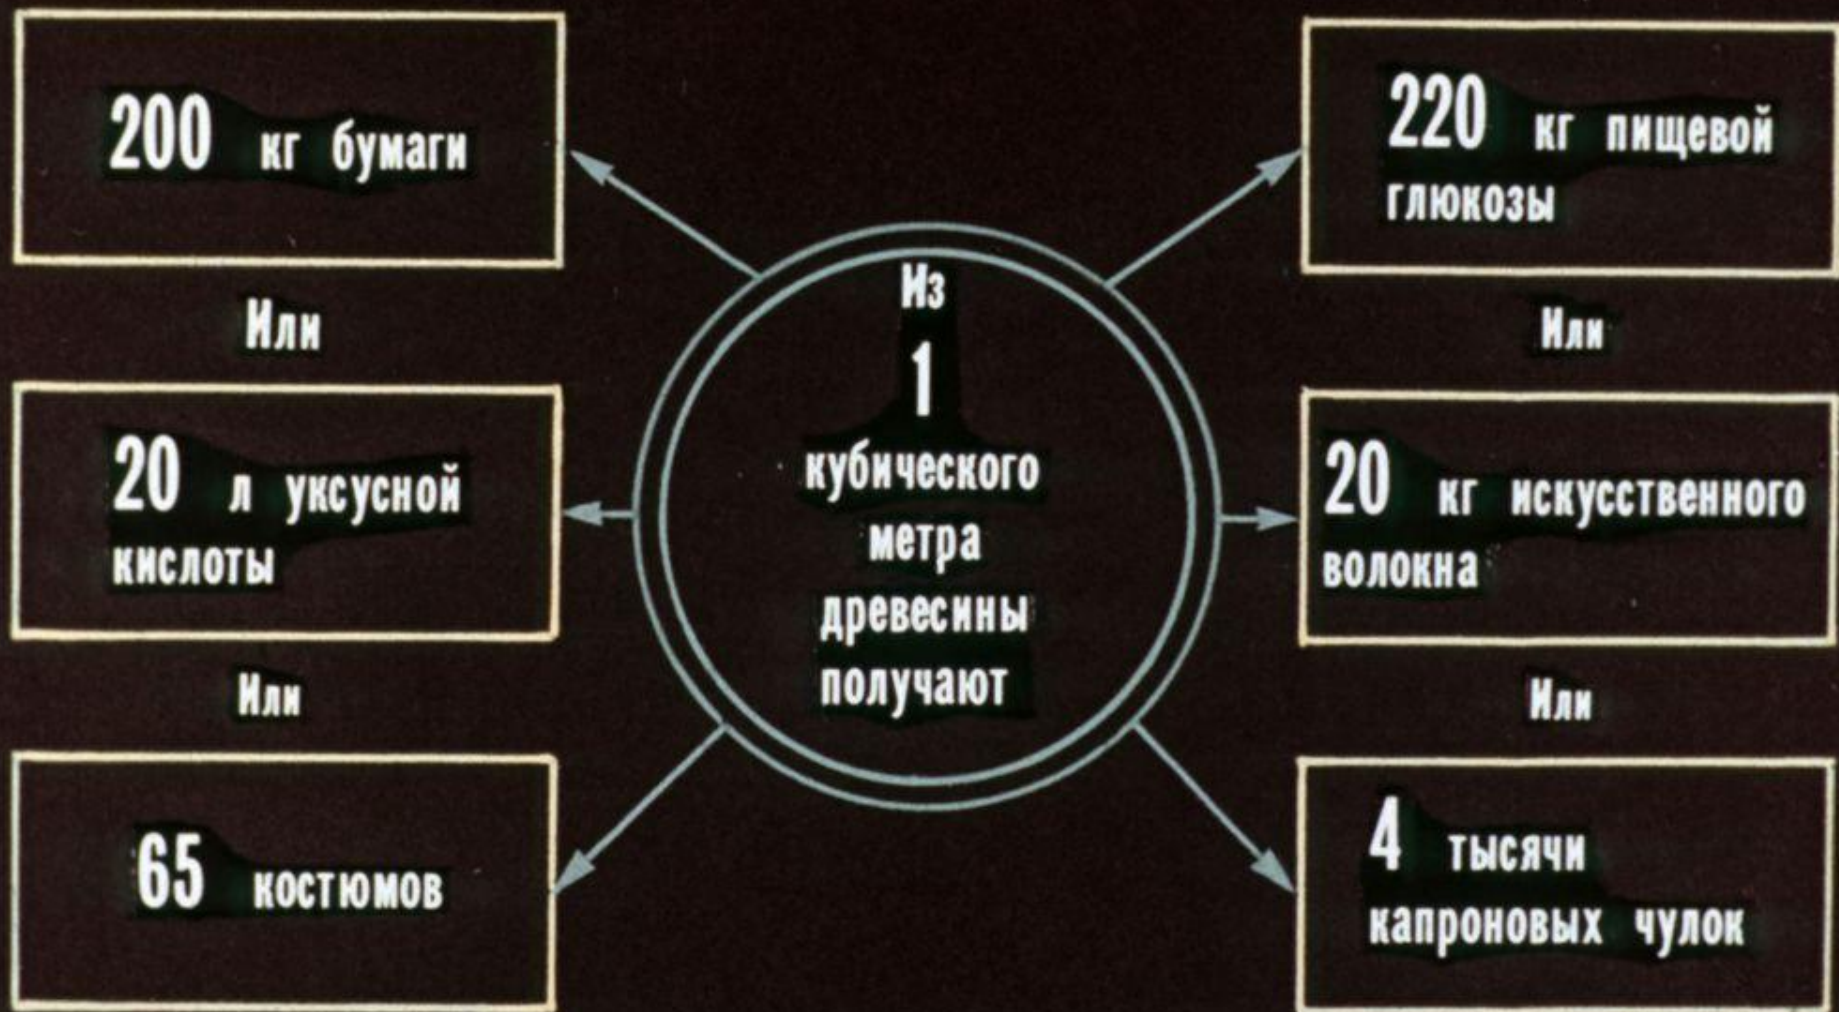 200 кг бумаги
Или
20 л уксусной
кислоты
Или
65 костюмов
Из
1
кубического
метра
древесины
получают
220 кг пищевой
глюкозы
Или
20 кг искусственного
волокна
Или
4 тысячи
капроновых чулок